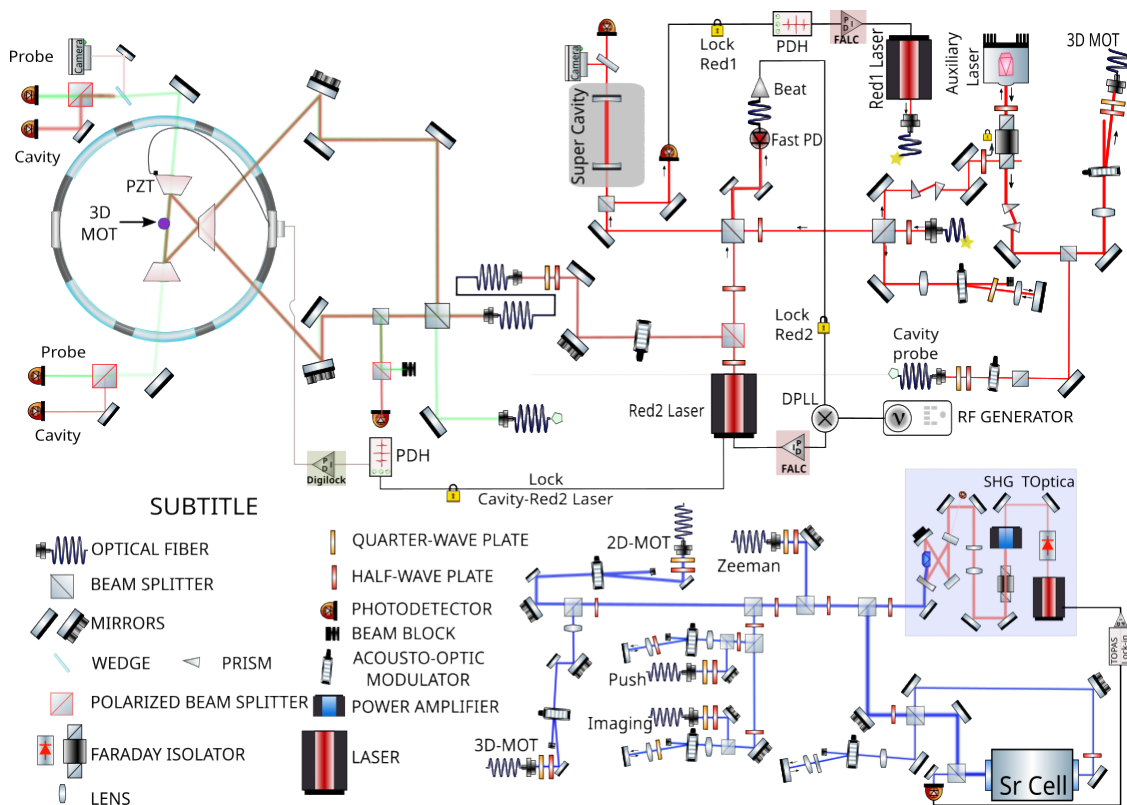 Probe
Camera
Cavity
PZT
3D
MOT
Probe
Cavity
Camera
Super Cavity
Lock
Red1
PDH
P
I
D
FALC
Red1 Laser
Auxiliary
Laser
3D MOT
Beat
Fast PD
Lock
Red2
Cavity
probe
Red2 Laser
DPLL
ν
RF GENERATOR
P
I
D
FALC
PDH
P
I
D
Digilock
Lock
Cavity-Red2 Laser
SUBTITLE
OPTICAL FIBER
BEAM SPLITTER
MIRRORS
WEDGE
PRISM
POLARIZED BEAM SPLITTER
FARADAY ISOLATOR
LENS
QUARTER-WAVE PLATE
HALF-WAVE PLATE
PHOTODETECTOR
BEAM BLOCK
ACOUSTO-OPTIC
MODULATOR
POWER AMPLIFIER
LASER
2D-MOT
Zeeman
SHG TOptica
Push
Imaging
3D-MOT
TOPAS
Lock-in
Sr Cell